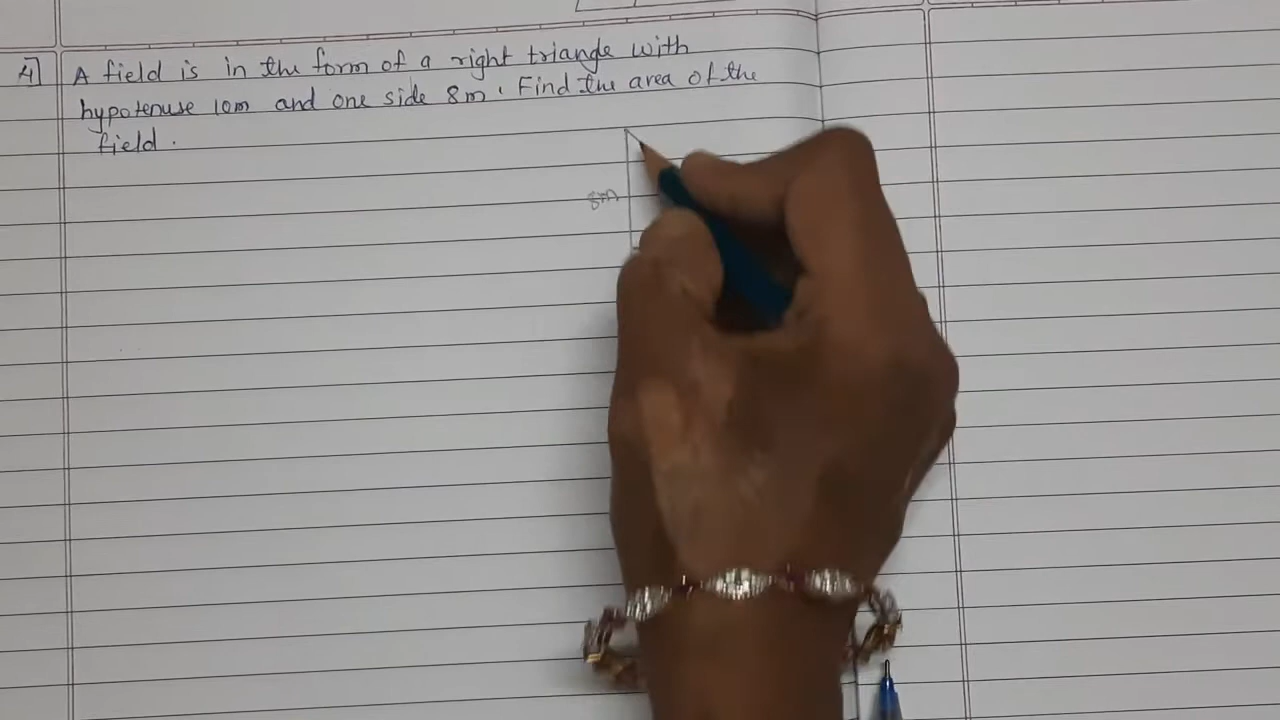 4]
A field is in the form of a right triangle with
hypotenuse 10m and one side 8m. Find the area of the
field.
8m